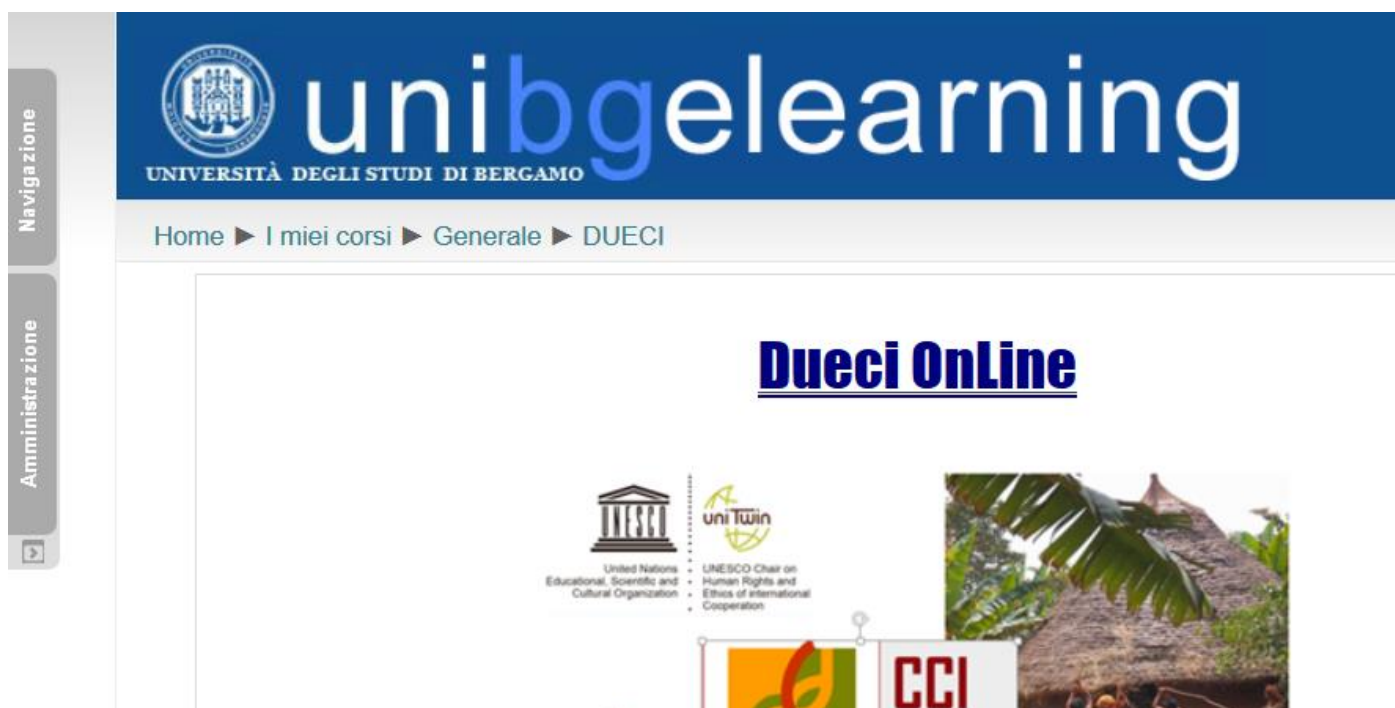 unibgelearning
UNIVERSITÀ DEGLI STUDI DI BERGAMO
Navigazione
Amministrazione
Home ► I miei corsi ► Generale ► DUECI
Dueci OnLine
UNESCO
uniTwin
United Nations
Educational, Scientific and
Cultural Organization
UNESCO Chair on
Human Rights and
Ethics of international
Cooperation
CCI